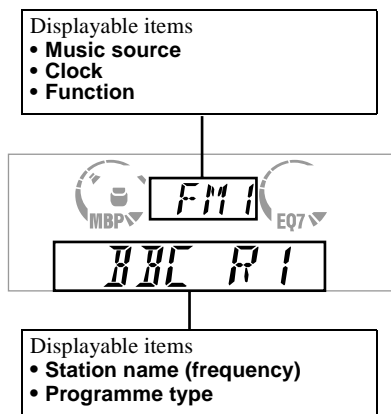 Displayable items
• Music source
• Clock
• Function
FM1
MBP
EQ7
BBC R1
Displayable items
• Station name (frequency)
• Programme type